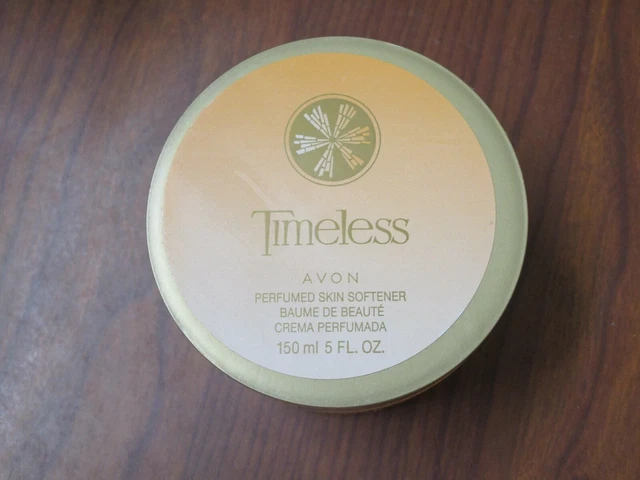 Timeless
AVON
PERFUMED SKIN SOFTENER
BAUME DE BEAUTÉ
CREMA PERFUMADA
150 ml 5 FL. OZ.